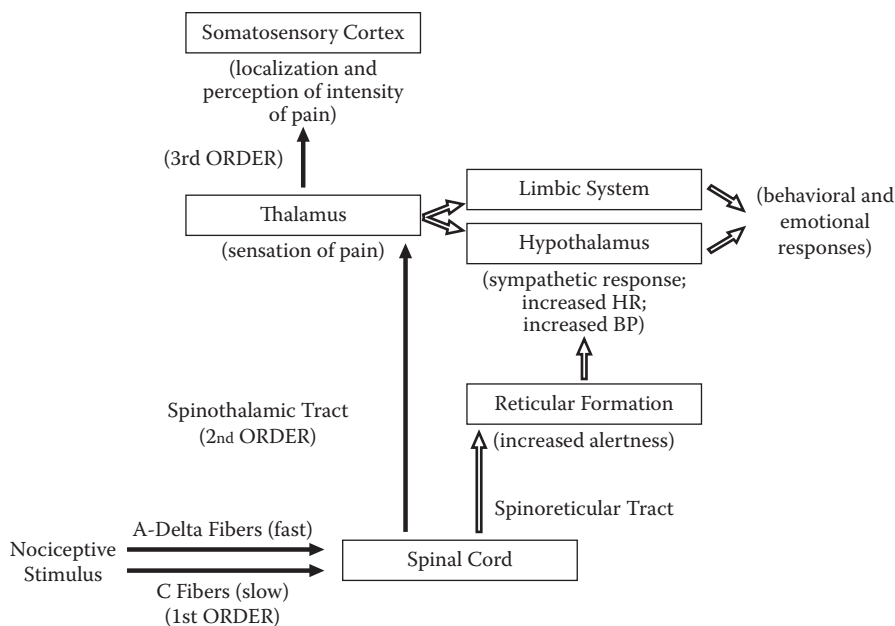 Somatosensory Cortex
(localization and
perception of intensity
of pain)
(3rd ORDER)
Thalamus
(sensation of pain)
Limbic System
Hypothalamus
(behavioral and
emotional
responses)
(sympathetic response;
increased HR;
increased BP)
Spinothalamic Tract
(2nd ORDER)
Reticular Formation
(increased alertness)
Spinoreticular Tract
A-Delta Fibers (fast)
Nociceptive
Stimulus
C Fibers (slow)
(1st ORDER)
Spinal Cord